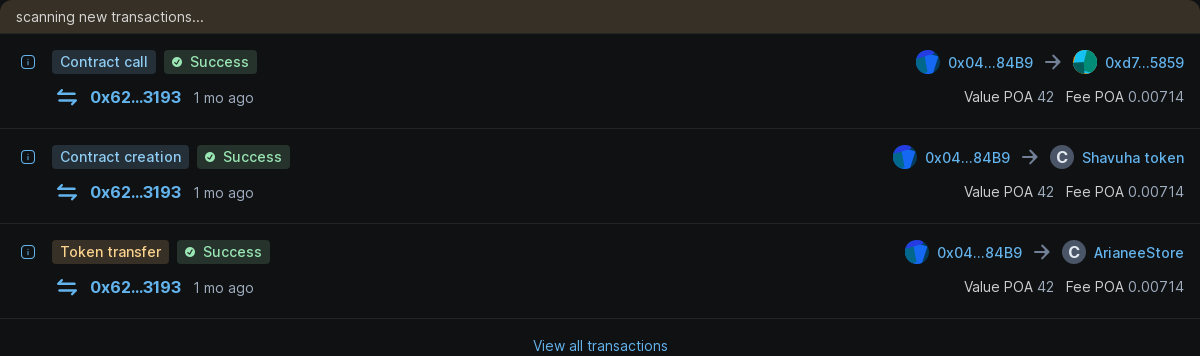 scanning new transactions...
Contract call Success 0x04...84B9 → 0xd7...5859
0x62...3193 1 mo ago Value POA 42 Fee POA 0.00714
Contract creation Success 0x04...84B9 → C Shavuha token
0x62...3193 1 mo ago Value POA 42 Fee POA 0.00714
Token transfer Success 0x04...84B9 → C ArianeeStore
0x62...3193 1 mo ago Value POA 42 Fee POA 0.00714
View all transactions